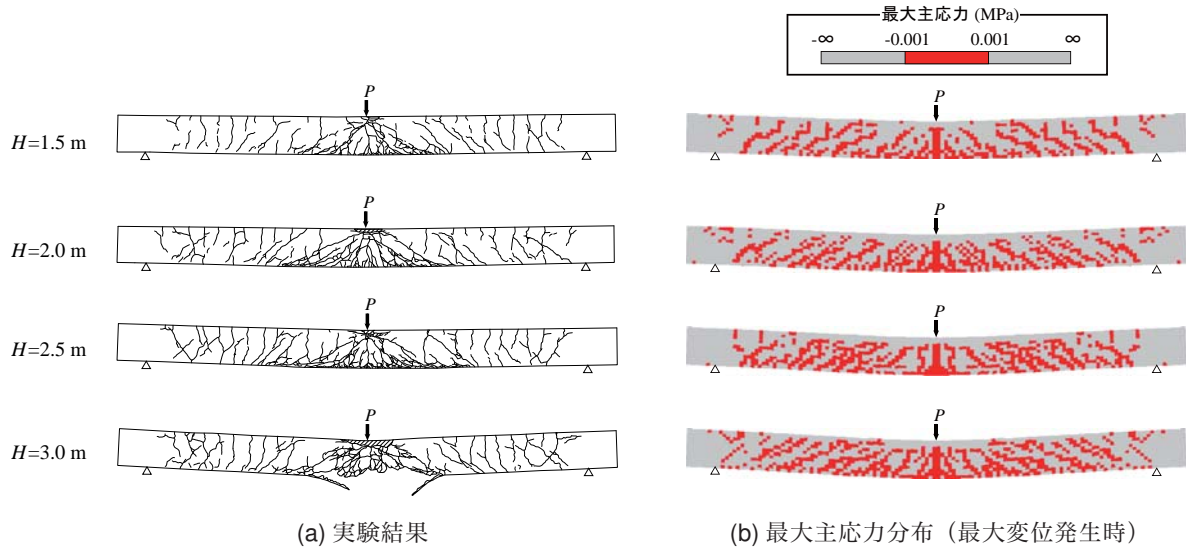 最大主応力 (MPa)
-∞ -0.001 0.001 ∞
P P
H=1.5 m
P P
H=2.0 m
P P
H=2.5 m
P P
H=3.0 m
(a) 実験結果 (b) 最大主応力分布（最大変位発生時）